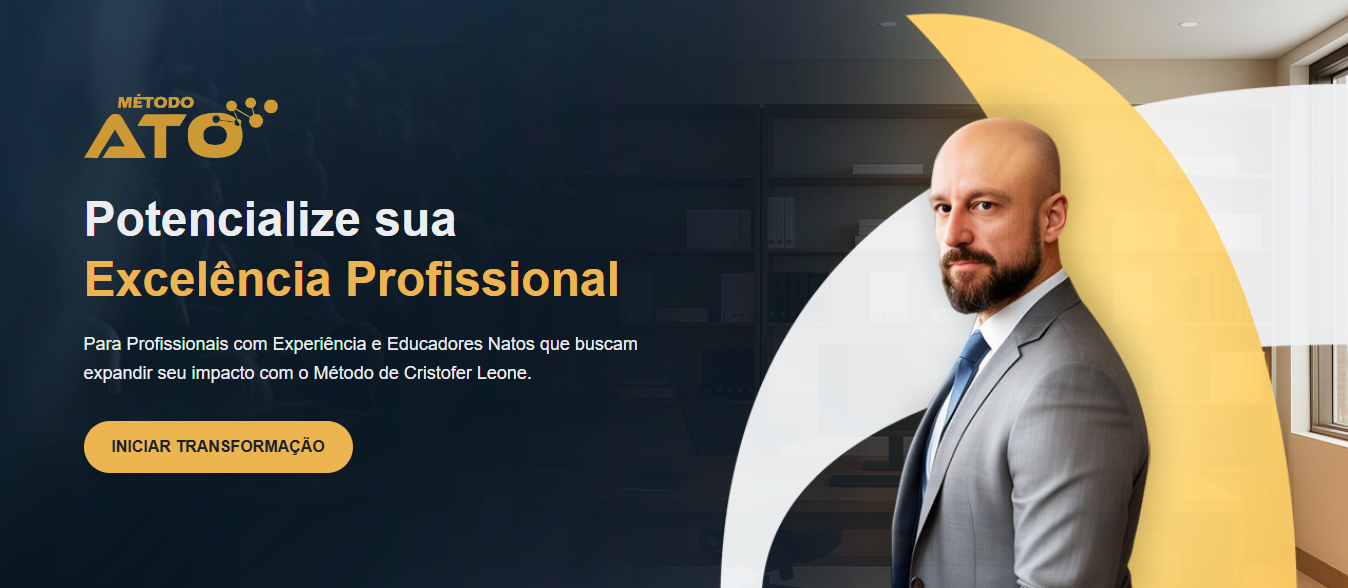 MÉTODO
ATO
Potencialize sua
Excelência Profissional
Para Profissionais com Experiência e Educadores Natos que buscam
expandir seu impacto com o Método de Cristofer Leone.
INICIAR TRANSFORMAÇÃO